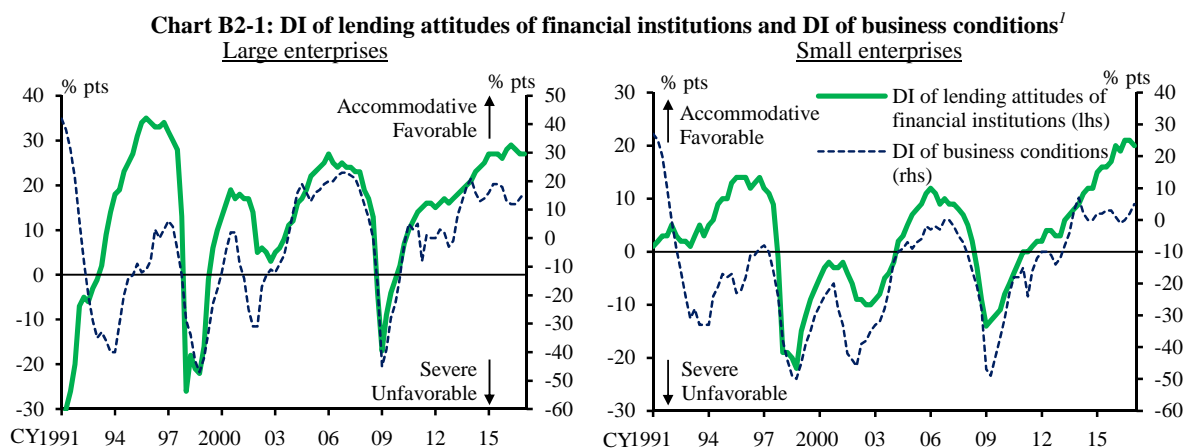 Chart B2-1: DI of lending attitudes of financial institutions and DI of business conditions¹
Large enterprises
% pts
% pts
40
30
20
10
0
-10
-20
-30
50
40
30
20
10
0
-10
-20
-30
-40
-50
-60
Accommodative
Favorable
Severe
Unfavorable
CY1991 94 97 2000 03 06 09 12 15
Small enterprises
% pts
% pts
30
20
10
0
-10
-20
-30
40
30
20
10
0
-10
-20
-30
-40
-50
-60
Accommodative
Favorable
DI of lending attitudes of
financial institutions (lhs)
DI of business conditions
(rhs)
Severe
Unfavorable
CY1991 94 97 2000 03 06 09 12 15